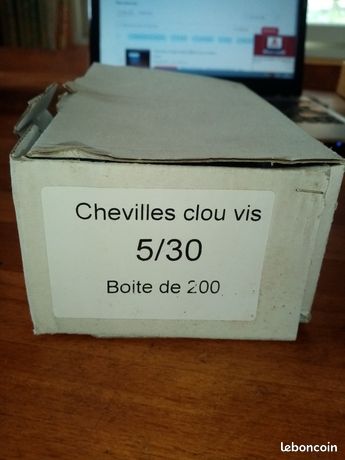 Chevilles clou vis
5/30
Boite de 200
leboncoin